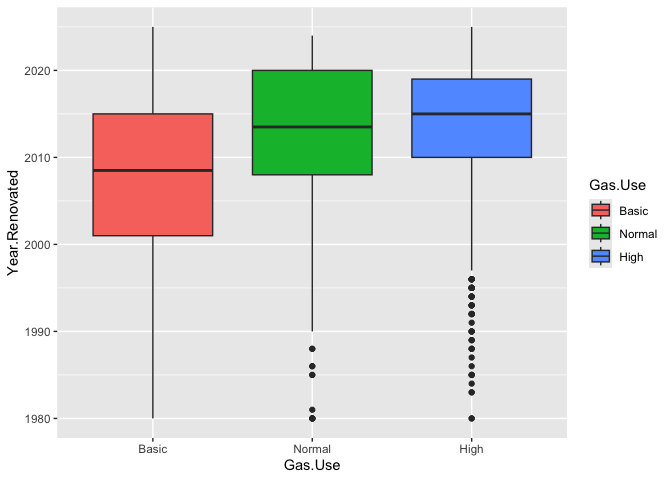 2020
2010
2000
1990
1980
Year.Renovated
Basic
Normal
High
Gas.Use
Gas.Use
Basic
Normal
High